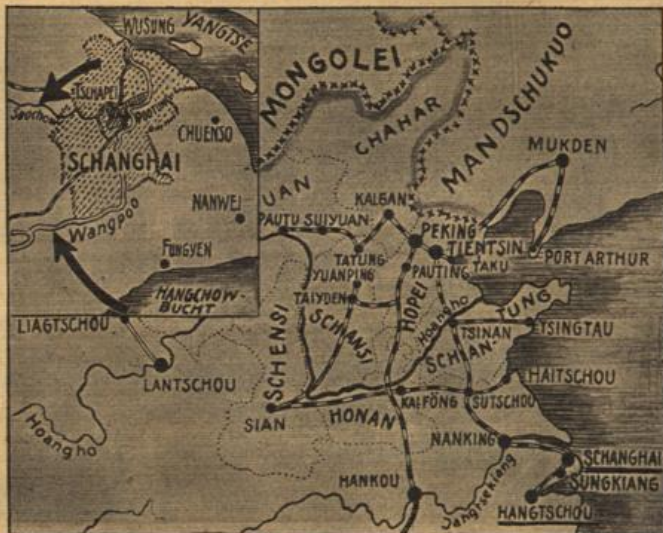 WUSUNG
YANGTSE
TSCHAPEI
Pootung
CHUENSO
SCHANGHAI
NANWEI
Wangpoo
FUNGYEN
HANGCHOW-
BUCHT
MONGOLEI
CHAHAR
MANDSCHUKUO
MUKDEN
UAN
KALGAN
PAUTU
SUIYUAN
PEKING
TIENTSIN
TATUNG
YUANPING
PAUTING
TAKU
PORT ARTHUR
TAIYDEN
HOPEI
Hoangho
TUNG
LIAGTSCHOU
SCHENSI
SCHANSI
TSINAN
TSINGTAU
SCHAN-
LANTSCHOU
HAITSCHOU
SIAN
HONAN
KAIFÖNG
SUTSCHOU
Hoangho
NANKING
HANKOU
Jangtsekiang
SCHANGHAI
SUNGKIANG
HANGTSCHOU